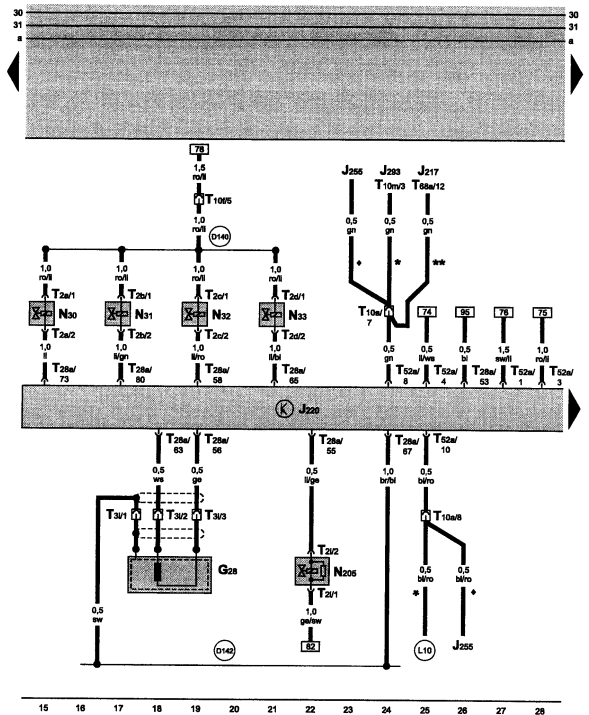 30 30
31 31
a a
78
1,5
ro/li
T10f/5
1,0
ro/li
D140
J255 J293 J217
T10m/3 T68a/12
0,5 0,5 0,5
gn gn gn
♦ * **
1,0 1,0 1,0 1,0
ro/li ro/li ro/li ro/li
T2a/1 T2b/1 T2c/1 T2d/1
N30 N31 N32 N33
T2a/2 T2b/2 T2c/2 T2d/2
T10a/
7
74 95 76 75
1,0 1,0 1,0 1,0 0,5 0,5 0,5 1,5 1,0
li li/gn li/ro li/bl gn li/ws bl sw/li ro/li
T28a/ T28a/ T28a/ T28a/ T52a/ T52a/ T28a/ T52a/ T52a/
73 80 58 65 8 4 53 1 3
K J220
T28a/ T28a/ T28a/ T28a/ T52a/
63 56 55 67 10
0,5 0,5 0,5 1,0 0,5
ws ge li/ge br/bl bl/ro
T3i/1 T3i/2 T3i/3 T10a/8
G28
T2i/2
N205
T2i/1
0,5 0,5
bl/ro bl/ro
* ♦
0,5
sw
1,0
ge/sw
82
D142
L10 J255
15 16 17 18 19 20 21 22 23 24 25 26 27 28